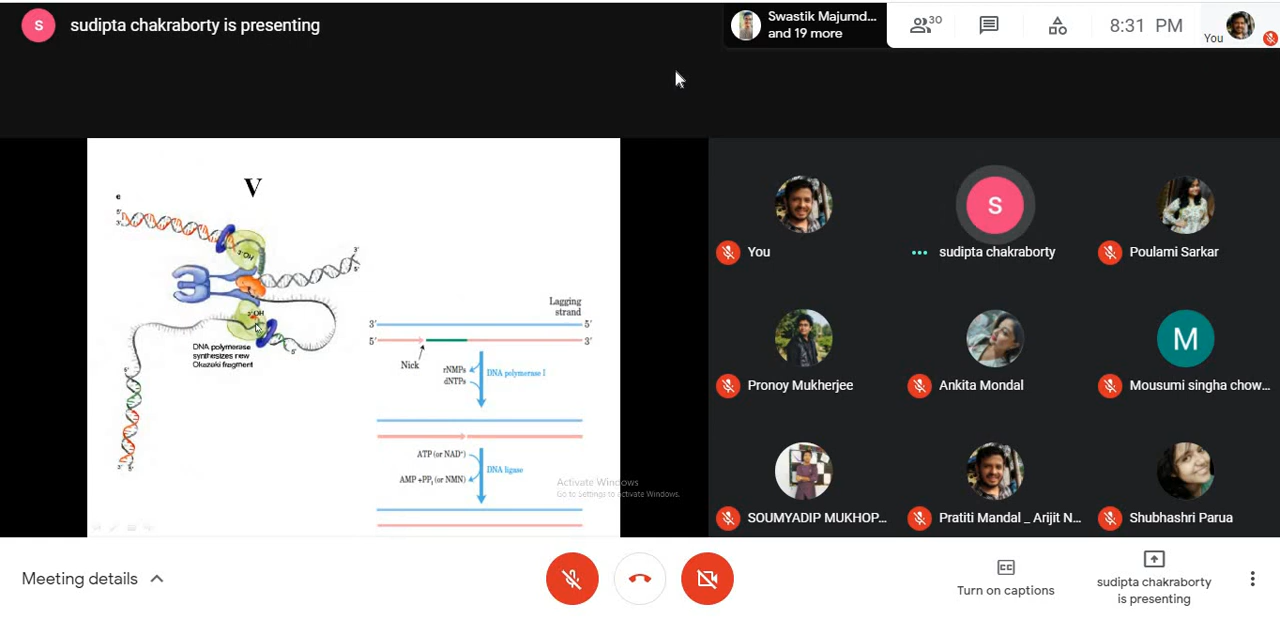 S
sudipta chakraborty is presenting
Swastik Majumd...
and 19 more
30
8:31 PM
You
V
e
5'
3'
3'OH
3'
5'
3'OH
DNA polymerase
synthesizes new
Okazaki fragment
5'
5'
3' 5'
Lagging
strand
3'
5'
5'
3'
Nick
rNMPs
dNTPs
DNA polymerase I
ATP (or NAD+)
AMP +PPi (or NMN)
DNA ligase
Activate Windows
Go to Settings to activate Windows.
You
S
sudipta chakraborty
Poulami Sarkar
Pronoy Mukherjee
Ankita Mondal
M
Mousumi singha chow...
SOUMYADIP MUKHOP...
Pratiti Mandal _ Arijit N...
Shubhashri Parua
Meeting details
CC
Turn on captions
sudipta chakraborty
is presenting